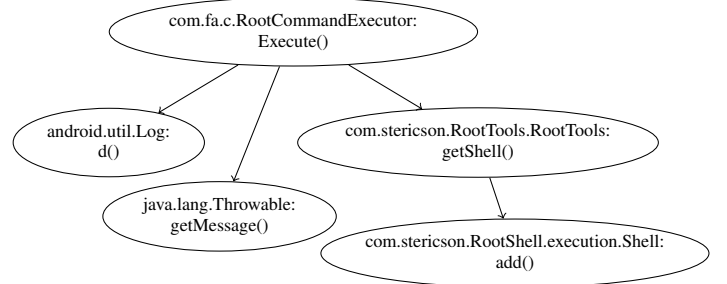 com.fa.c.RootCommandExecutor:
Execute()
android.util.Log:
d()
com.stericson.RootTools.RootTools:
getShell()
java.lang.Throwable:
getMessage()
com.stericson.RootShell.execution.Shell:
add()